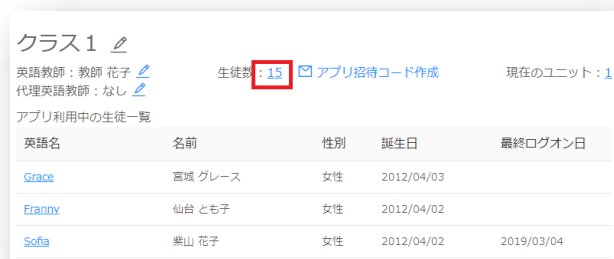 クラス1
英語教師:教師 花子 生徒数:15 アプリ招待コード作成 現在のユニット:1
代理英語教師:なし
アプリ利用中の生徒一覧
英語名 名前 性別 誕生日 最終ログオン日
Grace 宮城 グレース 女性 2012/04/03
Franny 仙台 とも子 女性 2012/04/02
Sofia 紫山 花子 女性 2012/04/02 2019/03/04